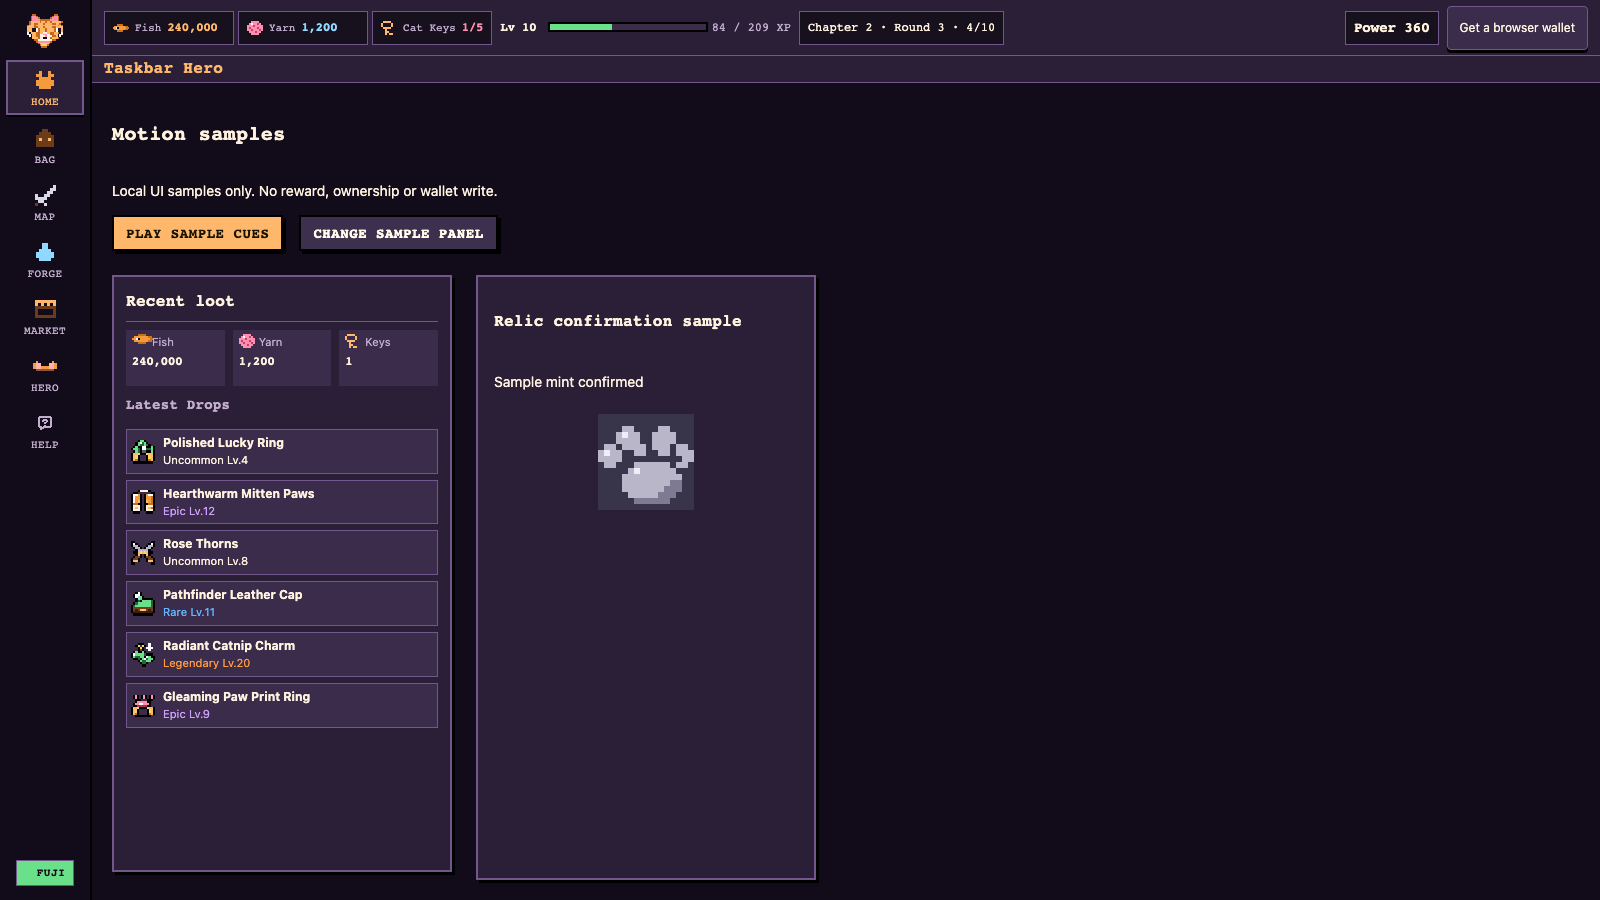 Fish 240,000 Yarn 1,200 Cat Keys 1/5 Lv 10 84 / 209 XP Chapter 2 · Round 3 · 4/10 Power 360 Get a browser wallet
Taskbar Hero
HOME
BAG
MAP
FORGE
MARKET
HERO
HELP
FUJI
Motion samples
Local UI samples only. No reward, ownership or wallet write.
PLAY SAMPLE CUES CHANGE SAMPLE PANEL
Recent loot
Fish Yarn Keys
240,000 1,200 1
Latest Drops
Polished Lucky Ring
Uncommon Lv.4
Hearthwarm Mitten Paws
Epic Lv.12
Rose Thorns
Uncommon Lv.8
Pathfinder Leather Cap
Rare Lv.11
Radiant Catnip Charm
Legendary Lv.20
Gleaming Paw Print Ring
Epic Lv.9
Relic confirmation sample
Sample mint confirmed